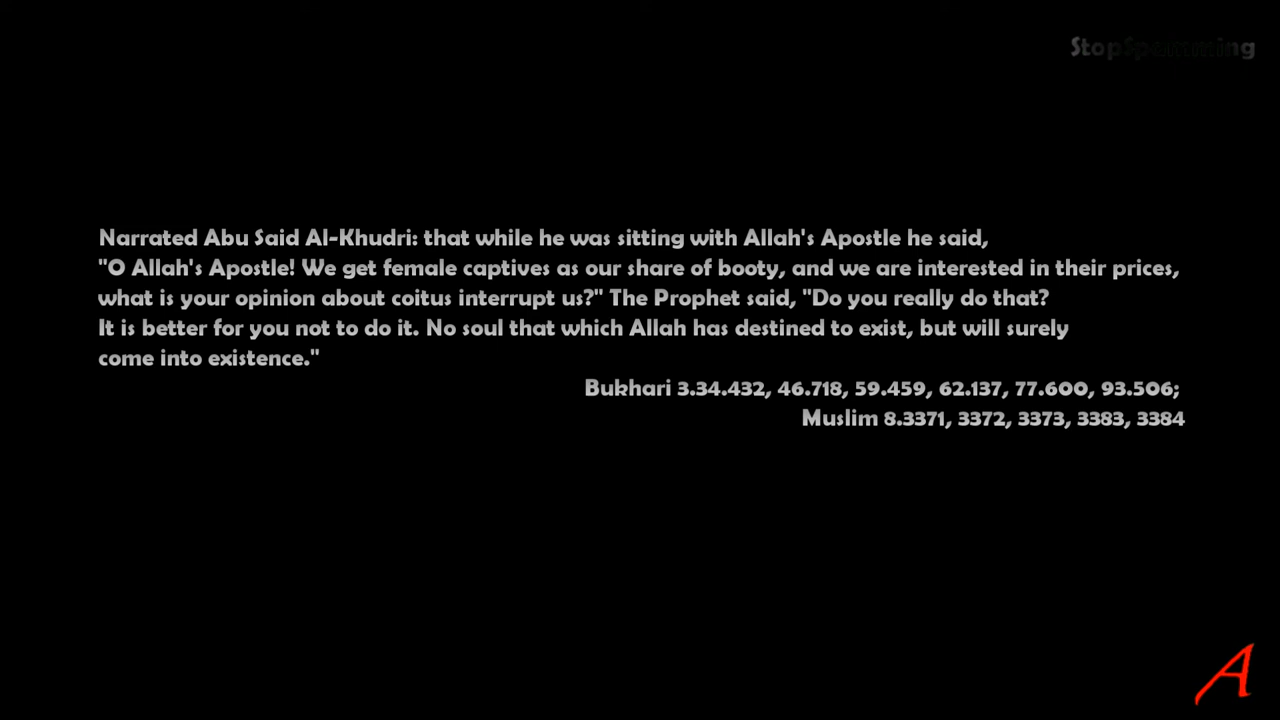 StopSpamming
Narrated Abu Said Al-Khudri: that while he was sitting with Allah's Apostle he said,
"O Allah's Apostle! We get female captives as our share of booty, and we are interested in their prices,
what is your opinion about coitus interrupt us?" The Prophet said, "Do you really do that?
It is better for you not to do it. No soul that which Allah has destined to exist, but will surely
come into existence."
Bukhari 3.34.432, 46.718, 59.459, 62.137, 77.600, 93.506;
Muslim 8.3371, 3372, 3373, 3383, 3384
A